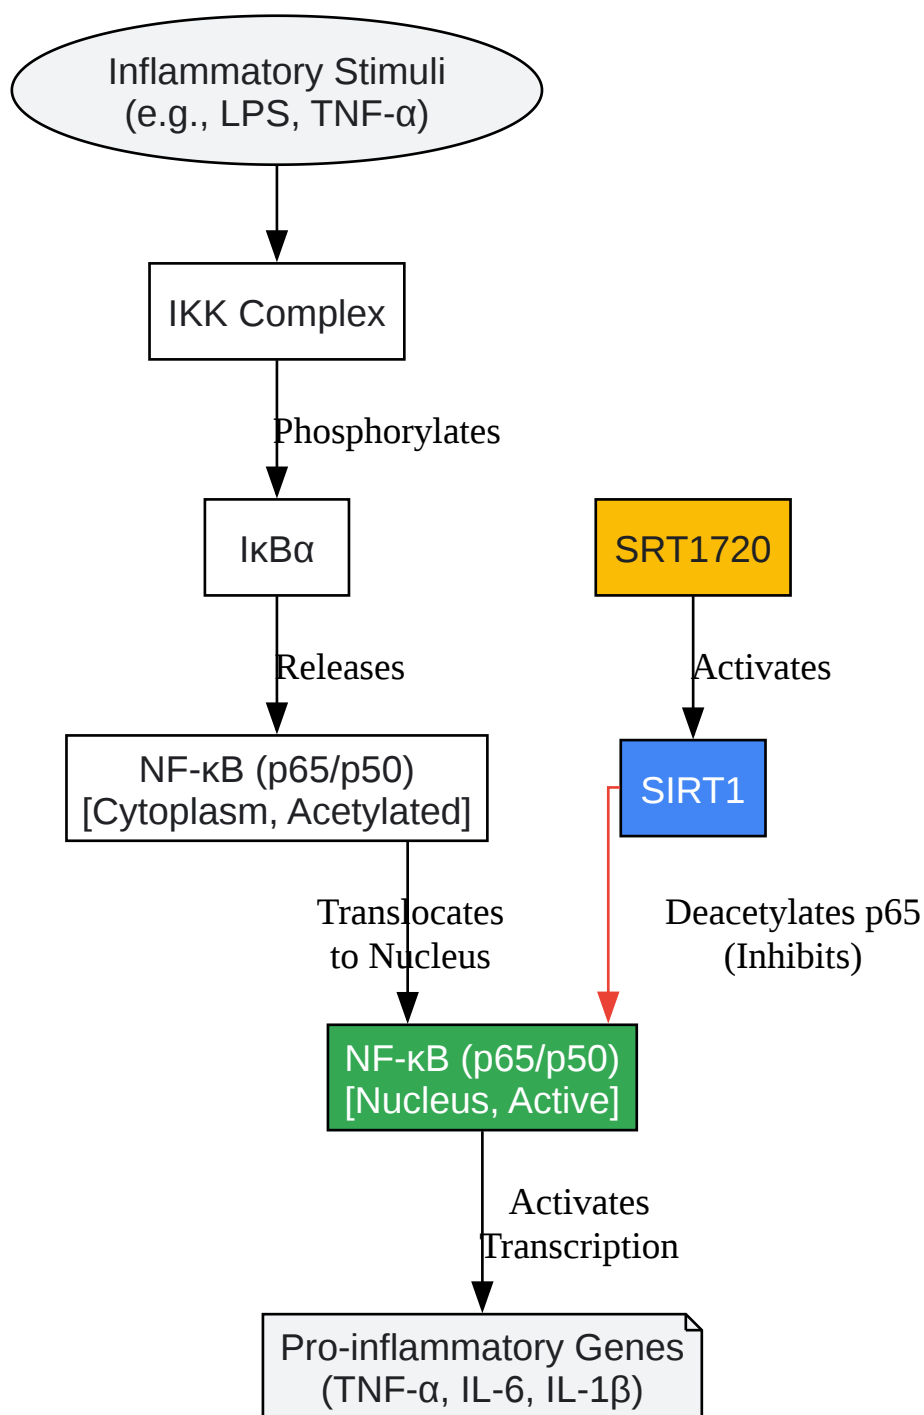 Inflammatory Stimuli
(e.g., LPS, TNF-α)
IKK Complex
Phosphorylates
IκBα
SRT1720
Releases
Activates
NF-κB (p65/p50)
[Cytoplasm, Acetylated]
SIRT1
Translocates
to Nucleus
Deacetylates p65
(Inhibits)
NF-κB (p65/p50)
[Nucleus, Active]
Activates
Transcription
Pro-inflammatory Genes
(TNF-α, IL-6, IL-1β)